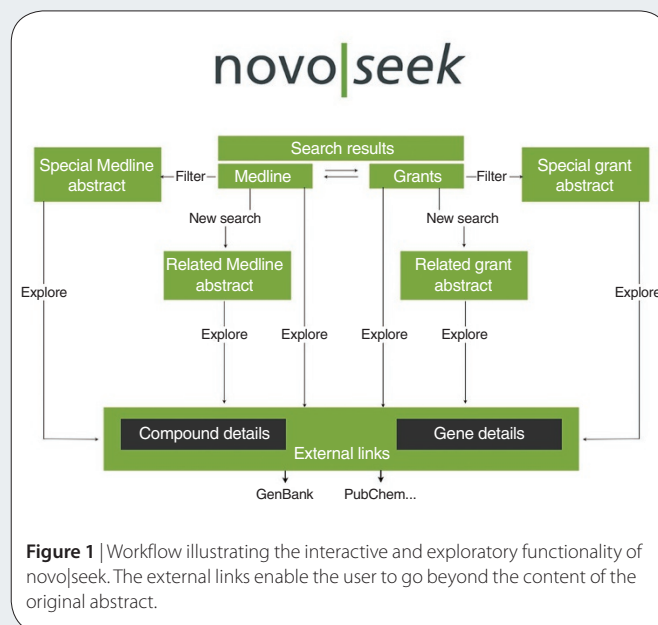 novo|seek
Search results
Special Medline
abstract
Filter
Medline
Grants
Filter
Special grant
abstract
New search
New search
Related Medline
abstract
Related grant
abstract
Explore
Explore
Explore
Explore
Explore
Explore
Compound details
Gene details
External links
GenBank
PubChem...
Figure 1 | Workflow illustrating the interactive and exploratory functionality of
novo|seek. The external links enable the user to go beyond the content of the
original abstract.